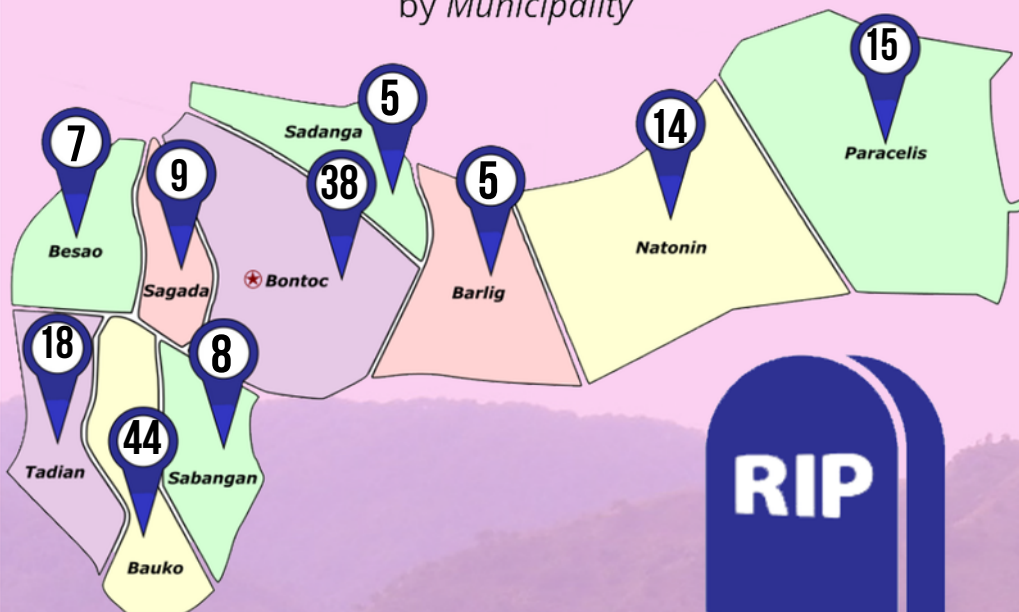 by Municipality
15
5
Sadanga
14
7
9
38
5
Paracelis
Besao
Natonin
Sagada
Bontoc
Barlig
18
8
44
Tadian
Sabangan
RIP
Bauko